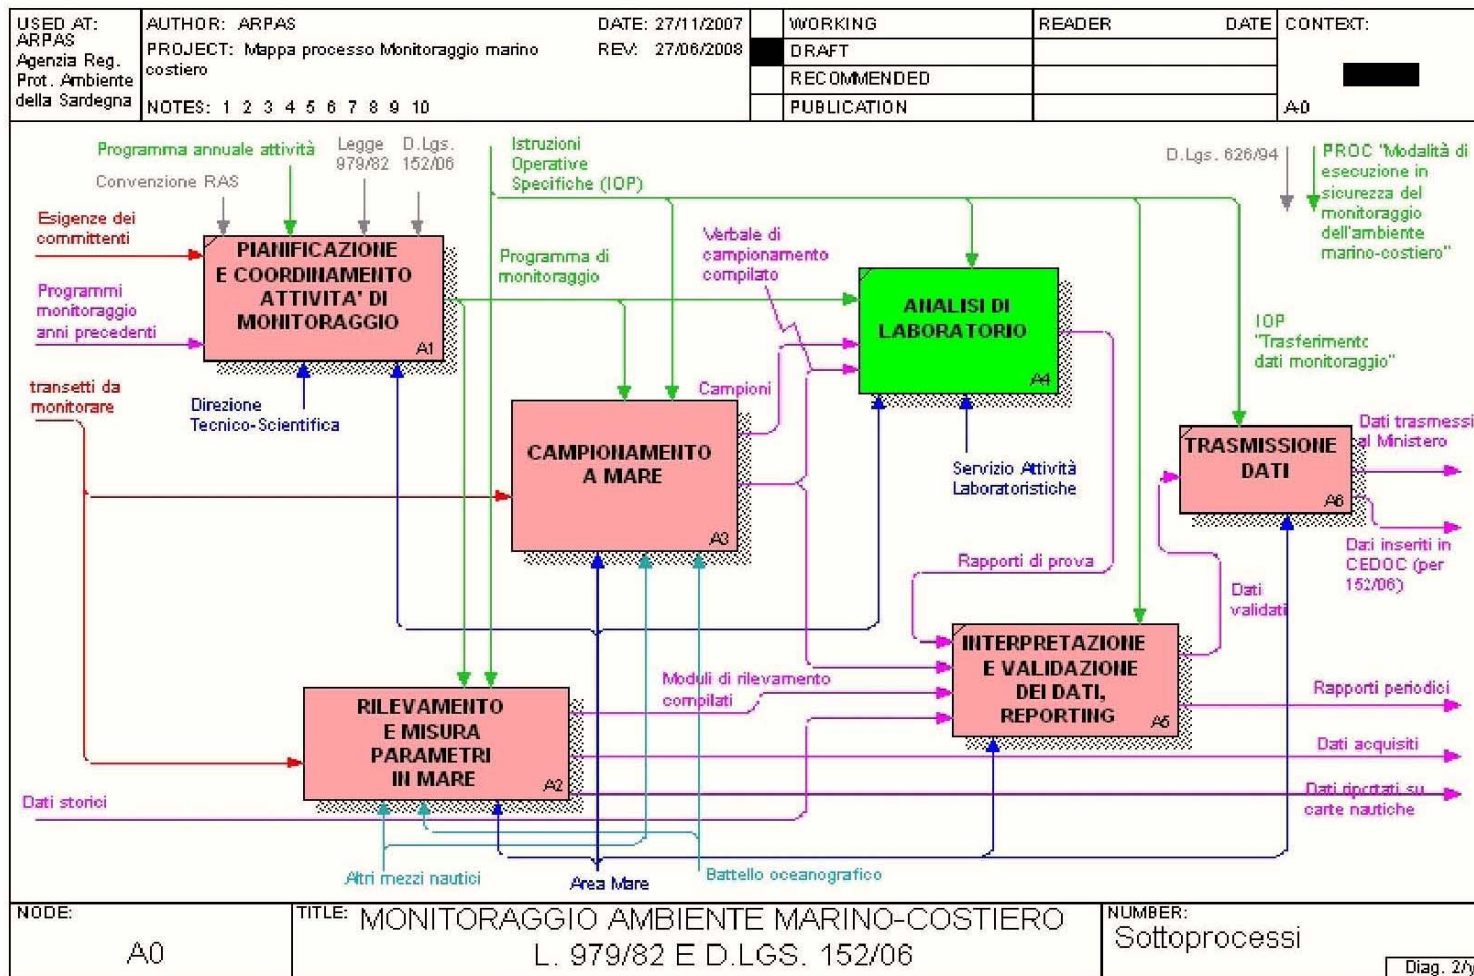 USED AT:
ARPAS
Agenzia Reg.
Prot. Ambiente
della Sardegna
AUTHOR: ARPAS
DATE: 27/11/2007
PROJECT: Mappa processo Monitoraggio marino
costiero
REV: 27/06/2008
NOTES: 1 2 3 4 5 6 7 8 9 10
WORKING
DRAFT
RECOMMENDED
PUBLICATION
READER
DATE
CONTEXT:
A-0
Programma annuale attività
Convenzione RAS
Legge
979/82
D.Lgs.
152/06
Istruzioni
Operative
Specifiche (IOP)
D.Lgs. 626/94
PROC "Modalità di
esecuzione in
sicurezza del
monitoraggio
dell'ambiente
marino-costiero"
Esigenze dei
committenti
Programmi
monitoraggio
anni precedenti
PIANIFICAZIONE
E COORDINAMENTO
ATTIVITA' DI
MONITORAGGIO
A1
Programma di
monitoraggio
Verbale di
campionamento
compilato
ANALISI DI
LABORATORIO
A4
IOP
"Trasferimento
dati monitoraggio"
transetti da
monitorare
Direzione
Tecnico-Scientifica
Campioni
CAMPIONAMENTO
A MARE
A3
Servizio Attività
Laboratoristiche
TRASMISSIONE
DATI
A6
Dati trasmessi
al Ministero
Dati inseriti in
CEDOC (per
152/06)
Rapporti di prova
Dati
validati
INTERPRETAZIONE
E VALIDAZIONE
DEI DATI,
REPORTING
A5
Moduli di rilevamento
compilati
RILEVAMENTO
E MISURA
PARAMETRI
IN MARE
A2
Rapporti periodici
Dati acquisiti
Dati riportati su
carte nautiche
Dati storici
Altri mezzi nautici
Area Mare
Battello oceanografico
NODE:
A0
TITLE: MONITORAGGIO AMBIENTE MARINO-COSTIERO
L. 979/82 E D.LGS. 152/06
NUMBER:
Sottoprocessi